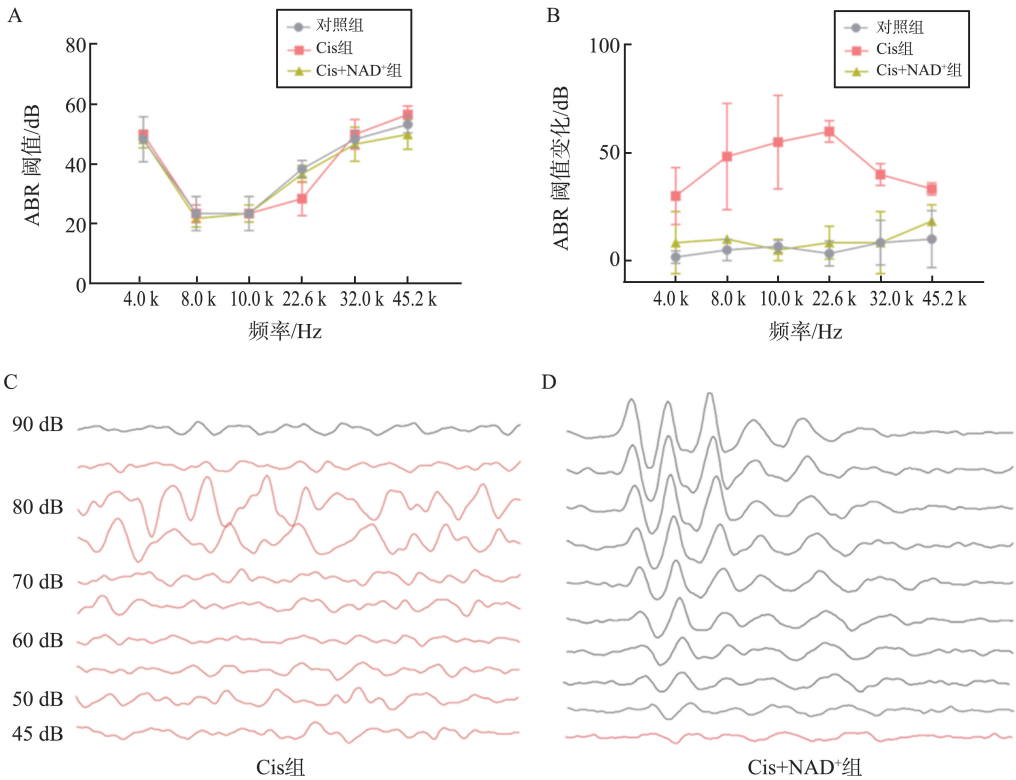 A
对照组
Cis组
Cis+NAD⁺组
80
60
40
20
0
ABR 阈值/dB
4.0 k 8.0 k 10.0 k 22.6 k 32.0 k 45.2 k
频率/Hz
B
对照组
Cis组
Cis+NAD⁺组
100
50
0
ABR 阈值变化/dB
4.0 k 8.0 k 10.0 k 22.6 k 32.0 k 45.2 k
频率/Hz
C
90 dB
80 dB
70 dB
60 dB
50 dB
45 dB
Cis组
D
Cis+NAD⁺组